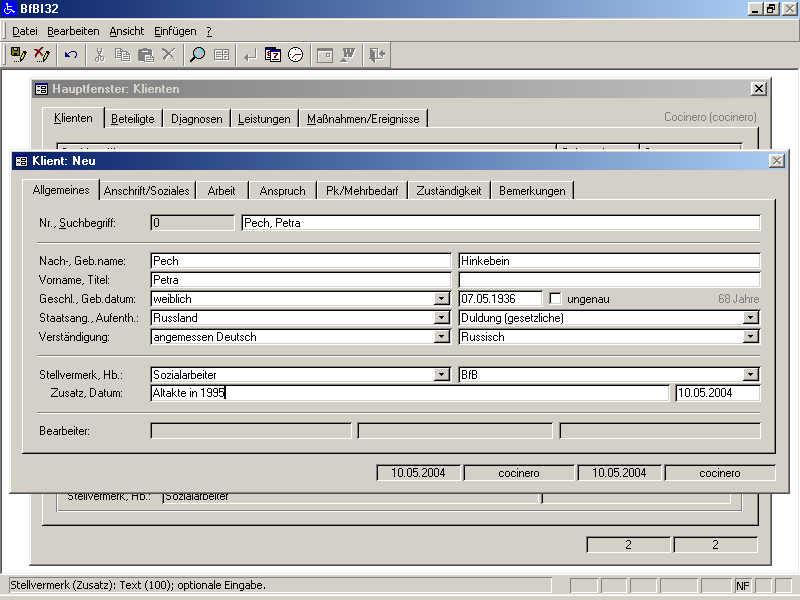 BfBI32
Datei Bearbeiten Ansicht Einfügen ?
Hauptfenster: Klienten
Klienten Beteiligte Diagnosen Leistungen Maßnahmen/Ereignisse Cocinero (cocinero)
Klient: Neu
Allgemeines Anschrift/Soziales Arbeit Anspruch Pk/Mehrbedarf Zuständigkeit Bemerkungen
Nr., Suchbegriff: 0 Pech, Petra
Nach-, Geb.name: Pech Hinkebein
Vorname, Titel: Petra
Geschl., Geb.datum: weiblich 07.05.1936 ungenau 68 Jahre
Staatsang., Aufenth.: Russland Duldung (gesetzliche)
Verständigung: angemessen Deutsch Russisch
Stellvermerk, Hb.: Sozialarbeiter BfB
Zusatz, Datum: Altakte in 1995 10.05.2004
Bearbeiter:
10.05.2004 cocinero 10.05.2004 cocinero
Stellvermerk, Hb.: Sozialarbeiter
2 2
Stellvermerk (Zusatz): Text (100); optionale Eingabe. NF